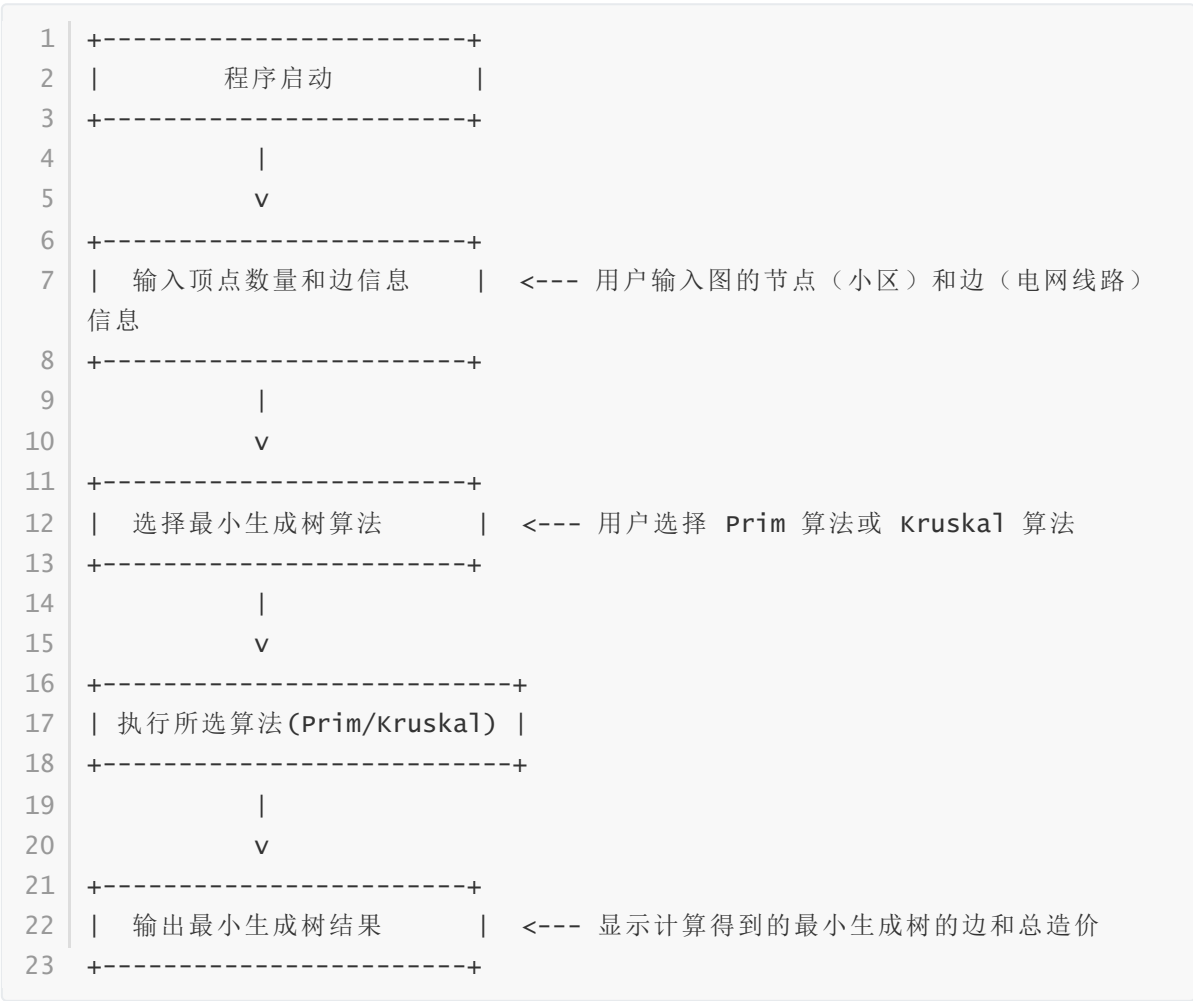 1 +------------------------+
2 |        程序启动         |
3 +------------------------+
4            |
5            v
6 +------------------------+
7 |  输入顶点数量和边信息    |  <--- 用户输入图的节点（小区）和边（电网线路）
信息
8 +------------------------+
9            |
10            v
11 +------------------------+
12 |  选择最小生成树算法      |  <--- 用户选择 Prim 算法或 Kruskal 算法
13 +------------------------+
14            |
15            v
16 +---------------------------+
17 | 执行所选算法(Prim/Kruskal) |
18 +---------------------------+
19            |
20            v
21 +------------------------+
22 |  输出最小生成树结果      |  <--- 显示计算得到的最小生成树的边和总造价
23 +------------------------+